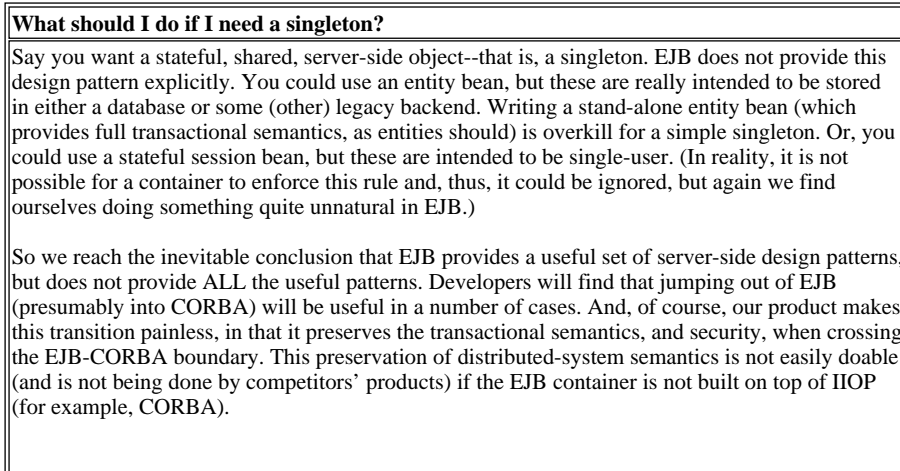 What should I do if I need a singleton?
Say you want a stateful, shared, server-side object--that is, a singleton. EJB does not provide this
design pattern explicitly. You could use an entity bean, but these are really intended to be stored
in either a database or some (other) legacy backend. Writing a stand-alone entity bean (which
provides full transactional semantics, as entities should) is overkill for a simple singleton. Or, you
could use a stateful session bean, but these are intended to be single-user. (In reality, it is not
possible for a container to enforce this rule and, thus, it could be ignored, but again we find
ourselves doing something quite unnatural in EJB.)
So we reach the inevitable conclusion that EJB provides a useful set of server-side design patterns,
but does not provide ALL the useful patterns. Developers will find that jumping out of EJB
(presumably into CORBA) will be useful in a number of cases. And, of course, our product makes
this transition painless, in that it preserves the transactional semantics, and security, when crossing
the EJB-CORBA boundary. This preservation of distributed-system semantics is not easily doable
(and is not being done by competitors’ products) if the EJB container is not built on top of IIOP
(for example, CORBA).